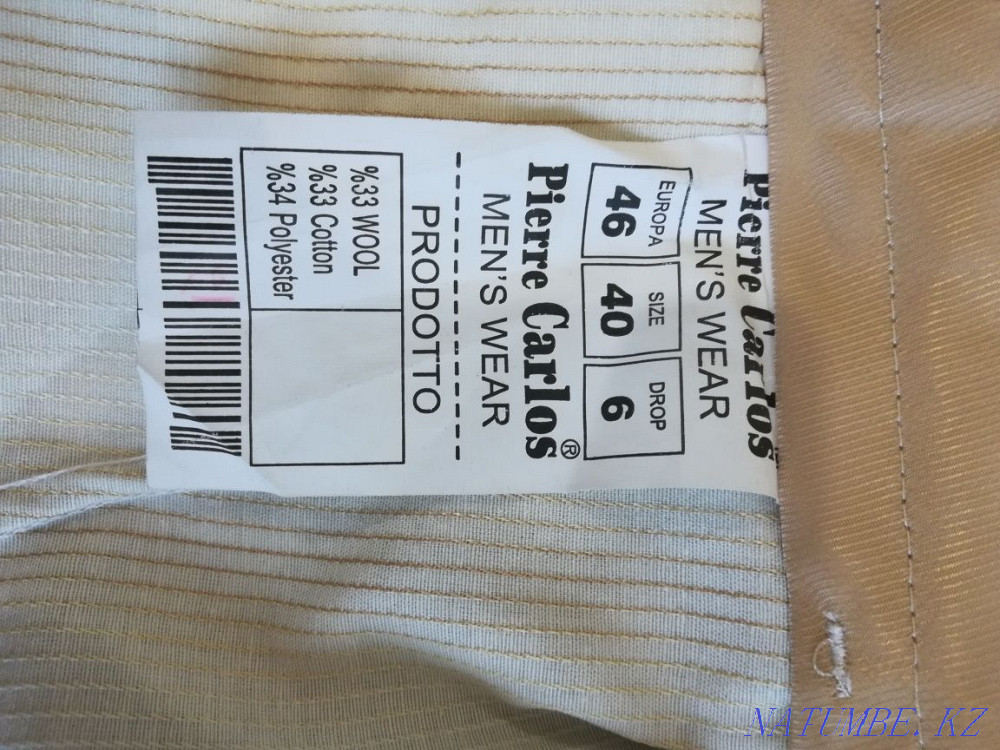 Pierre Carlos
MEN'S WEAR
EUROPA SIZE DROP
46 40 6
Pierre Carlos®
MEN'S WEAR
PRODOTTO
%33 WOOL
%33 Cotton
%34 Polyester
NATUMBE.KZ